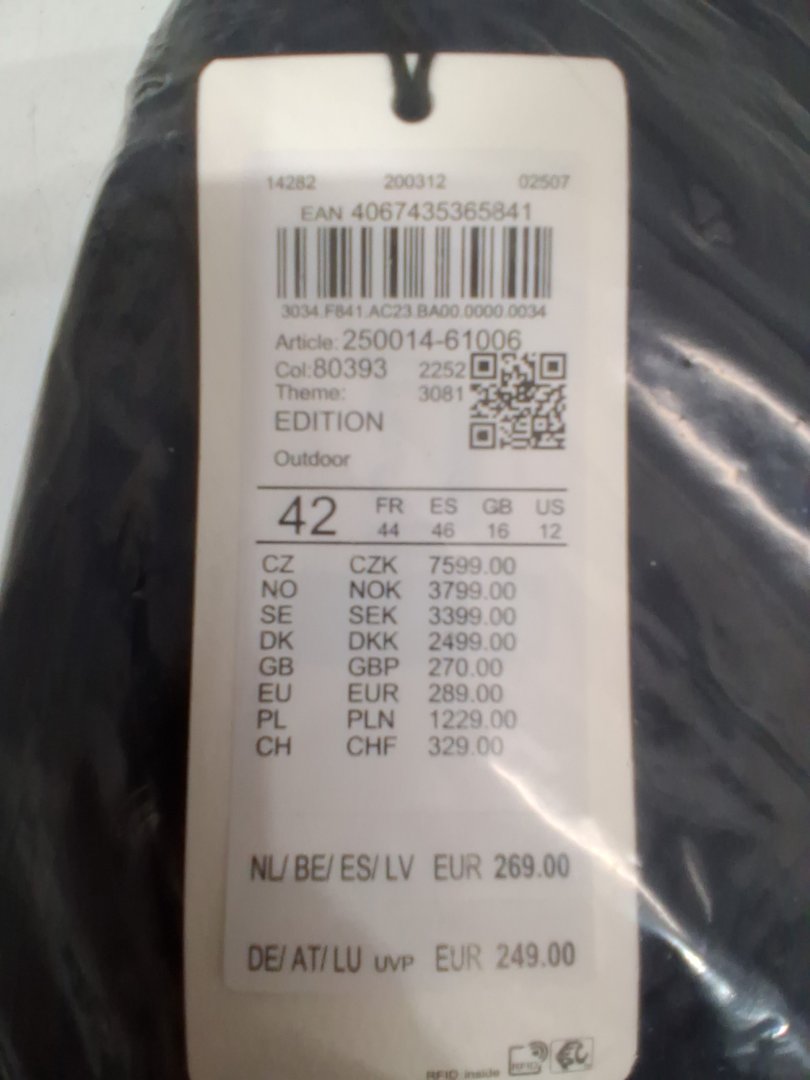 14282 200312 02507
EAN 4067435365841
3034.F841.AC23.BA00.0000.0034
Article: 250014-61006
Col:80393 2252
Theme: 3081
EDITION
Outdoor
42 FR ES GB US
44 46 16 12
CZ CZK 7599.00
NO NOK 3799.00
SE SEK 3399.00
DK DKK 2499.00
GB GBP 270.00
EU EUR 289.00
PL PLN 1229.00
CH CHF 329.00
NL/ BE/ ES/ LV EUR 269.00
DE/ AT/ LU UVP EUR 249.00
RFID inside RFID